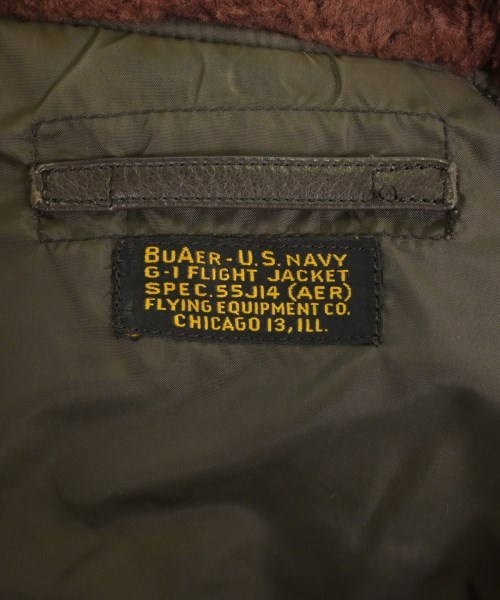 BuAer - U.S. NAVY
G-1 FLIGHT JACKET
SPEC. 55J14 (AER)
FLYING EQUIPMENT CO.
CHICAGO 13, ILL.